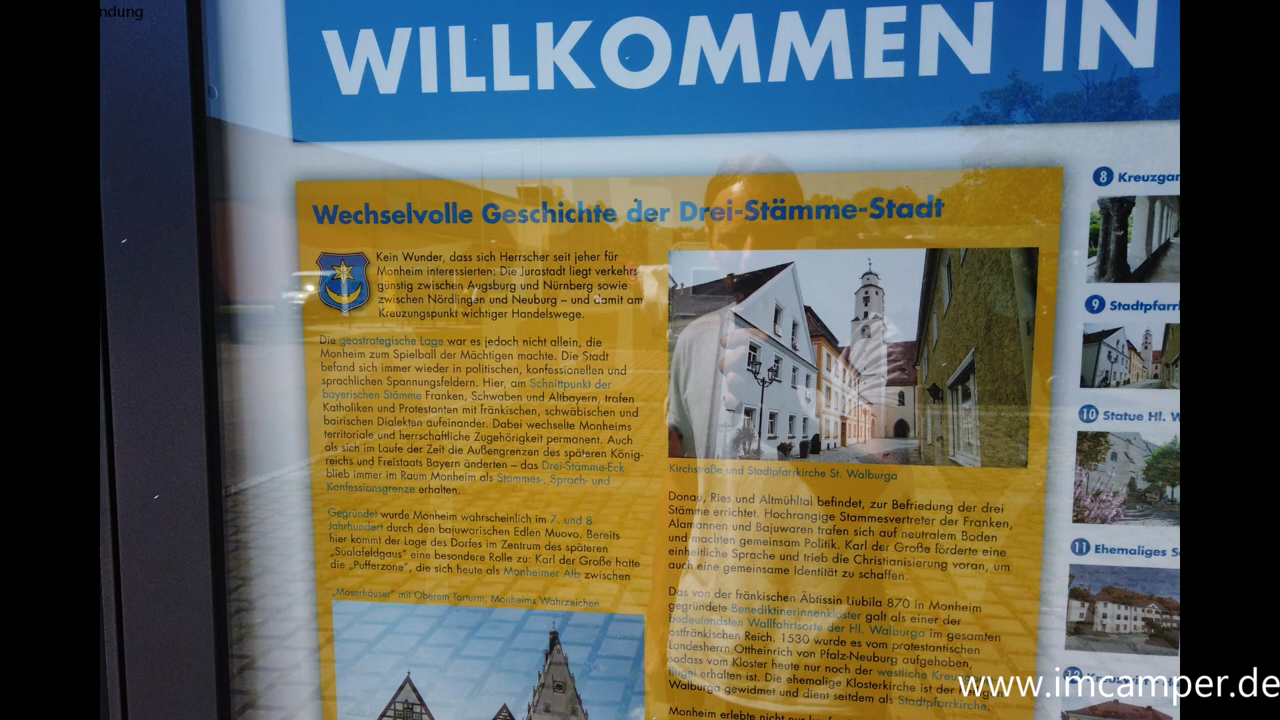 ndung
WILLKOMMEN IN
Wechselvolle Geschichte der Drei-Stämme-Stadt
Kein Wunder, dass sich Herrscher seit jeher für
Monheim interessierten: Die Jurastadt liegt verkehrs-
günstig zwischen Augsburg und Nürnberg sowie
zwischen Nördlingen und Neuburg – und damit am
Kreuzungspunkt wichtiger Handelswege.
Die geostrategische Lage war es jedoch nicht allein, die
Monheim zum Spielball der Mächtigen machte. Die Stadt
befand sich immer wieder in politischen, konfessionellen und
sprachlichen Spannungsfeldern. Hier, am Schnittpunkt der
bayerischen Stämme Franken, Schwaben und Altbayern, trafen
Katholiken und Protestanten mit fränkischen, schwäbischen und
bairischen Dialekten aufeinander. Dabei wechselte Monheims
territoriale und herrschaftliche Zugehörigkeit permanent. Auch
als sich im Laufe der Zeit die Außengrenzen des späteren König-
reichs und Freistaats Bayern änderten – das Drei-Stämme-Eck
blieb immer im Raum Monheim als Stammes-, Sprach- und
Konfessionsgrenze erhalten.
Gegründet wurde Monheim wahrscheinlich im 7. und 8.
Jahrhundert durch den bajuwarischen Edlen Muovo. Bereits
hier kommt der Lage des Dorfes im Zentrum des späteren
„Sualafeldgaus“ eine besondere Rolle zu: Karl der Große hatte
die „Pufferzone“, die sich heute als Monheimer Alb zwischen
„Moserhäuser“ mit Oberem Torturm, Monheims Wahrzeichen
Kirchstraße und Stadtpfarrkirche St. Walburga
Donau, Ries und Altmühltal befindet, zur Befriedung der drei
Stämme errichtet. Hochrangige Stammesvertreter der Franken,
Alamannen und Bajuwaren trafen sich auf neutralem Boden
und machten gemeinsam Politik. Karl der Große förderte eine
einheitliche Sprache und trieb die Christianisierung voran, um
auch eine gemeinsame Identität zu schaffen.
Das von der fränkischen Äbtissin Liubila 870 in Monheim
gegründete Benediktinerinnenkloster galt als einer der
bedeutendsten Wallfahrtsorte der Hl. Walburga im gesamten
ostfränkischen Reich. 1530 wurde es vom protestantischen
Landesherrn Ottheinrich von Pfalz-Neuburg aufgehoben,
sodass vom Kloster heute nur noch der westliche Kreuz
flügel erhalten ist. Die ehemalige Klosterkirche ist der Heiligen
Walburga gewidmet und dient seitdem als Stadtpfarrkirche.
Monheim erlebte nicht nur
8 Kreuzgan
9 Stadtpfarrk
10 Statue Hl. W
11 Ehemaliges S
www.imcamper.de